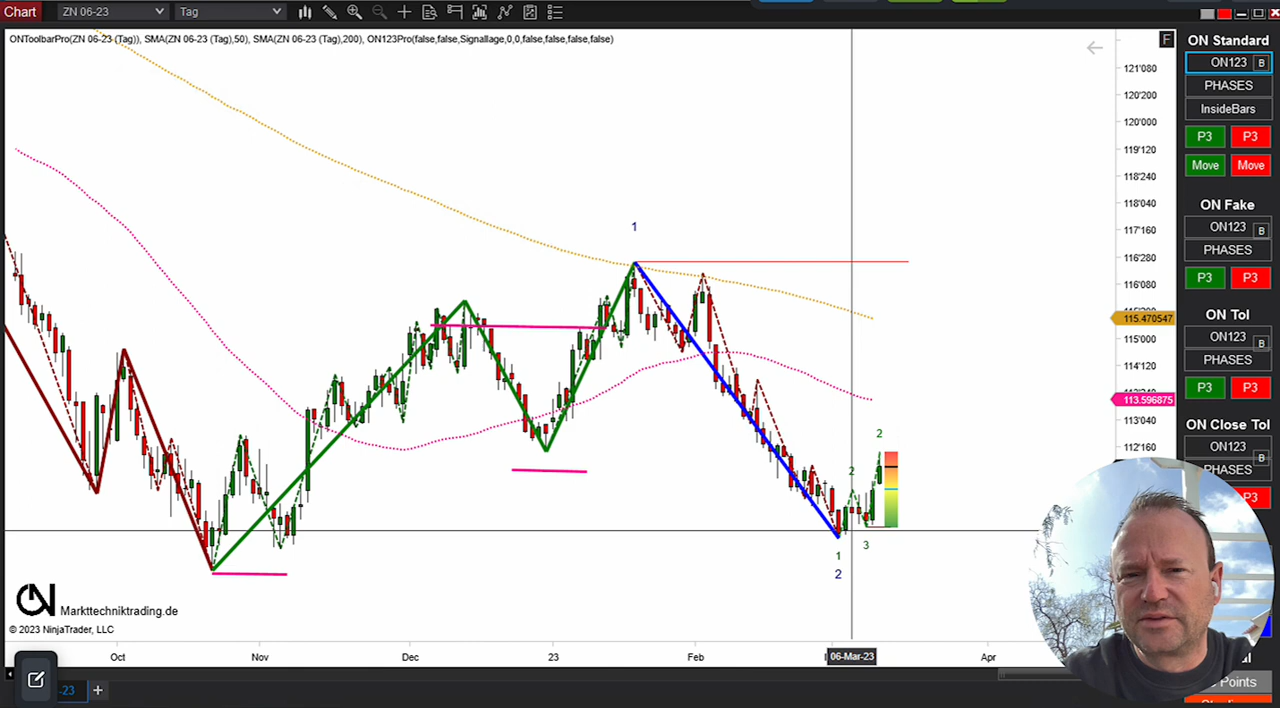 Chart
ZN 06-23
Tag
ONToolbarPro(ZN 06-23 (Tag)), SMA(ZN 06-23 (Tag),50), SMA(ZN 06-23 (Tag),200), ON123Pro(false,false,Signallage,0,0,false,false,false,false)
F
121'080
120'200
120'000
119'120
118'240
118'040
117'160
116'280
116'080
115.470547
115'000
114'120
113.596875
113'040
112'160
1
2
2
3
1
2
ON Standard
ON123 B
PHASES
InsideBars
P3 P3
Move Move
ON Fake
ON123 B
PHASES
P3 P3
ON Tol
ON123 B
PHASES
P3 P3
ON Close Tol
ON123 B
PHASES
P3
Points
ON
Markttechniktrading.de
© 2023 NinjaTrader, LLC
Oct
Nov
Dec
23
Feb
06-Mar-23
Apr
-23
+